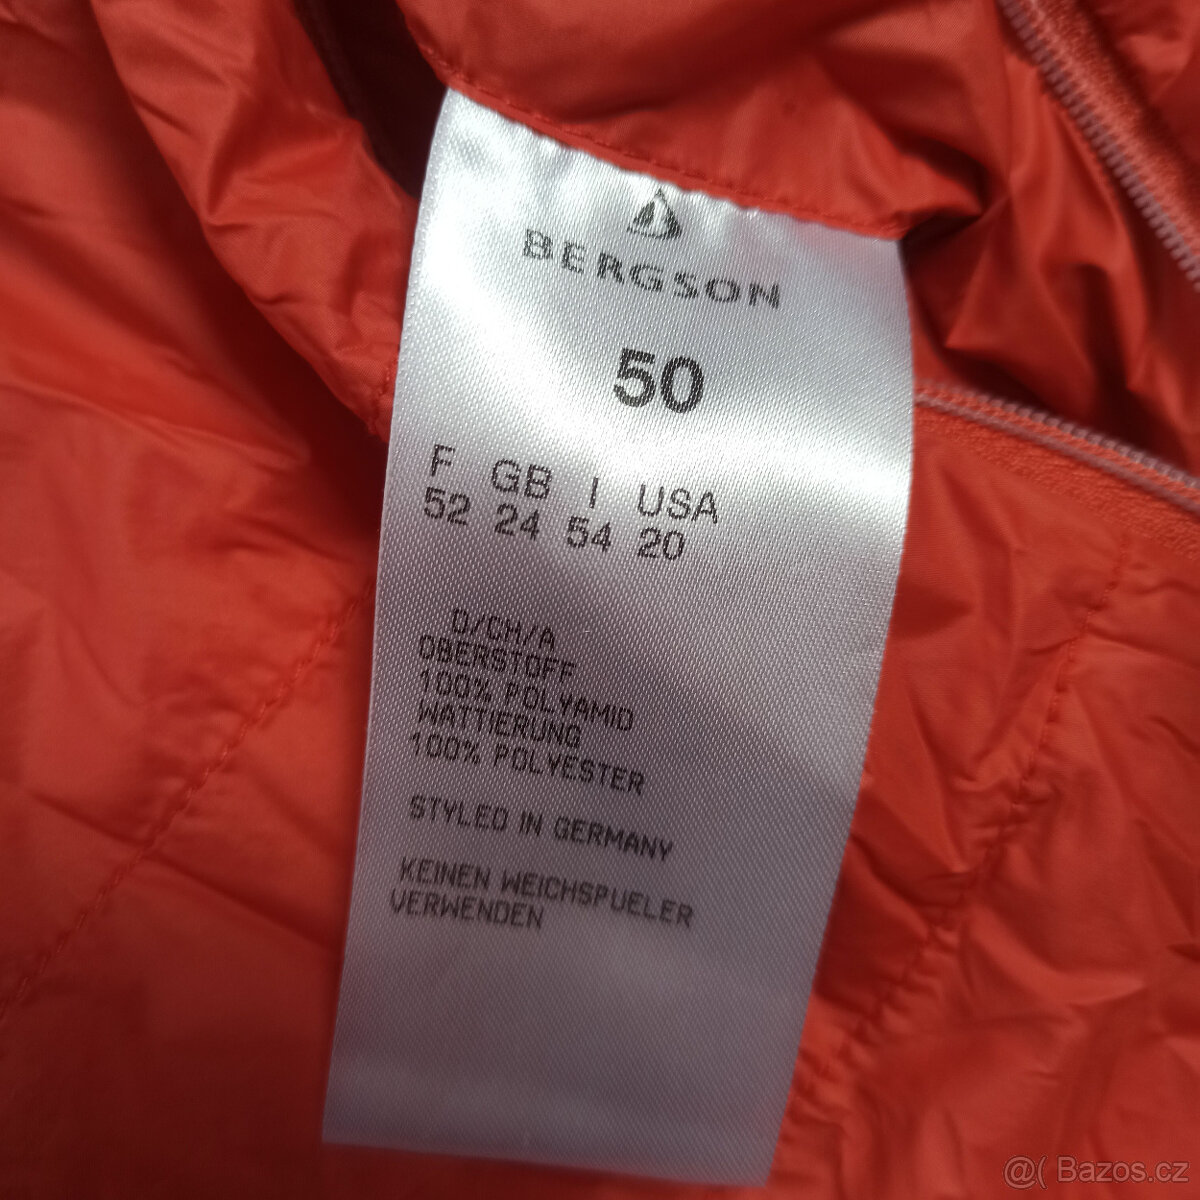 BERGSON
50
F GB I USA
52 24 54 20
D/CH/A
OBERSTOFF
100% POLYAMID
WATTIERUNG
100% POLYESTER
STYLED IN GERMANY
KEINEN WEICHSPUELER
VERWENDEN
@( Bazos.cz